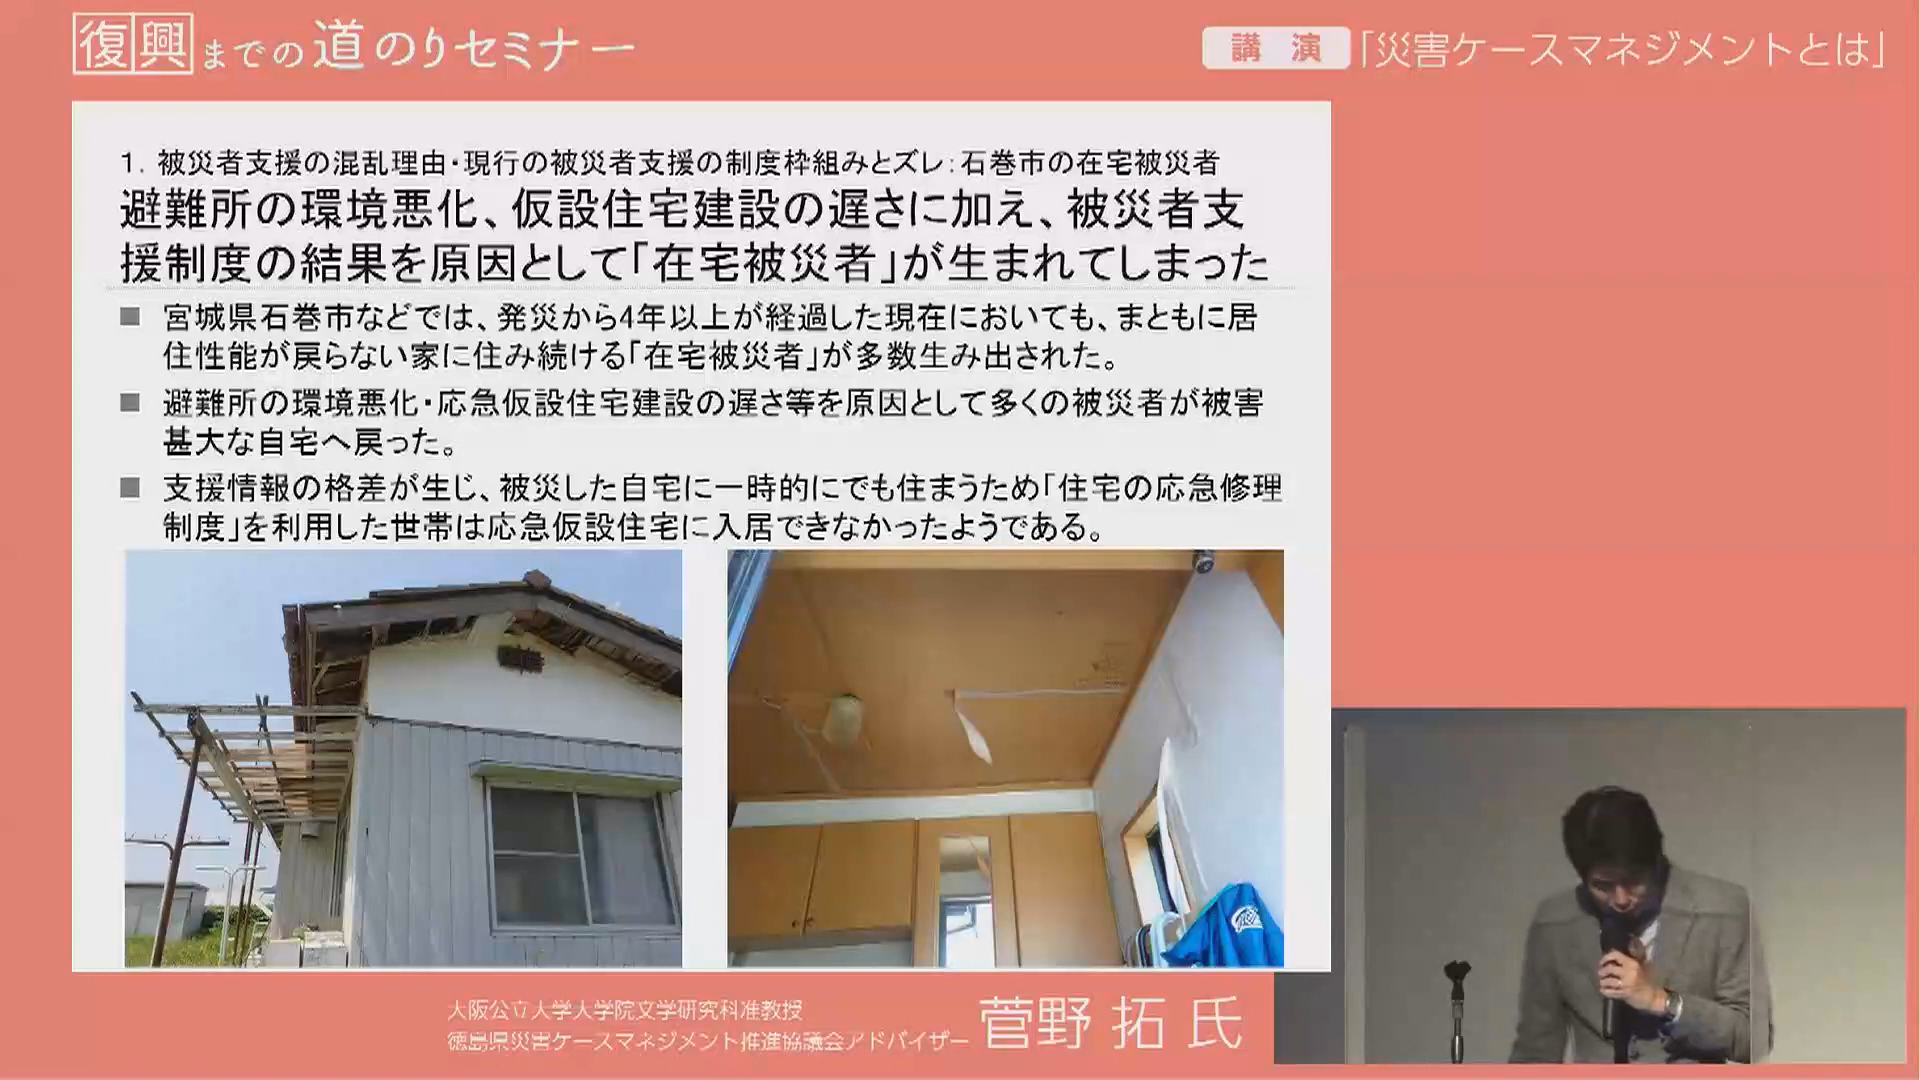 復興までの道のりセミナー
講演「災害ケースマネジメントとは」
1. 被災者支援の混乱理由・現行の被災者支援の制度枠組みとズレ:石巻市の在宅被災者
避難所の環境悪化、仮設住宅建設の遅さに加え、被災者支
援制度の結果を原因として「在宅被災者」が生まれてしまった
■ 宮城県石巻市などでは、発災から4年以上が経過した現在においても、まともに居
住性能が戻らない家に住み続ける「在宅被災者」が多数生み出された。
■ 避難所の環境悪化・応急仮設住宅建設の遅さ等を原因として多くの被災者が被害
甚大な自宅へ戻った。
■ 支援情報の格差が生じ、被災した自宅に一時的にでも住まうため「住宅の応急修理
制度」を利用した世帯は応急仮設住宅に入居できなかったようである。
大阪公立大学大学院文学研究科准教授
徳島県災害ケースマネジメント推進協議会アドバイザー
菅野 拓 氏